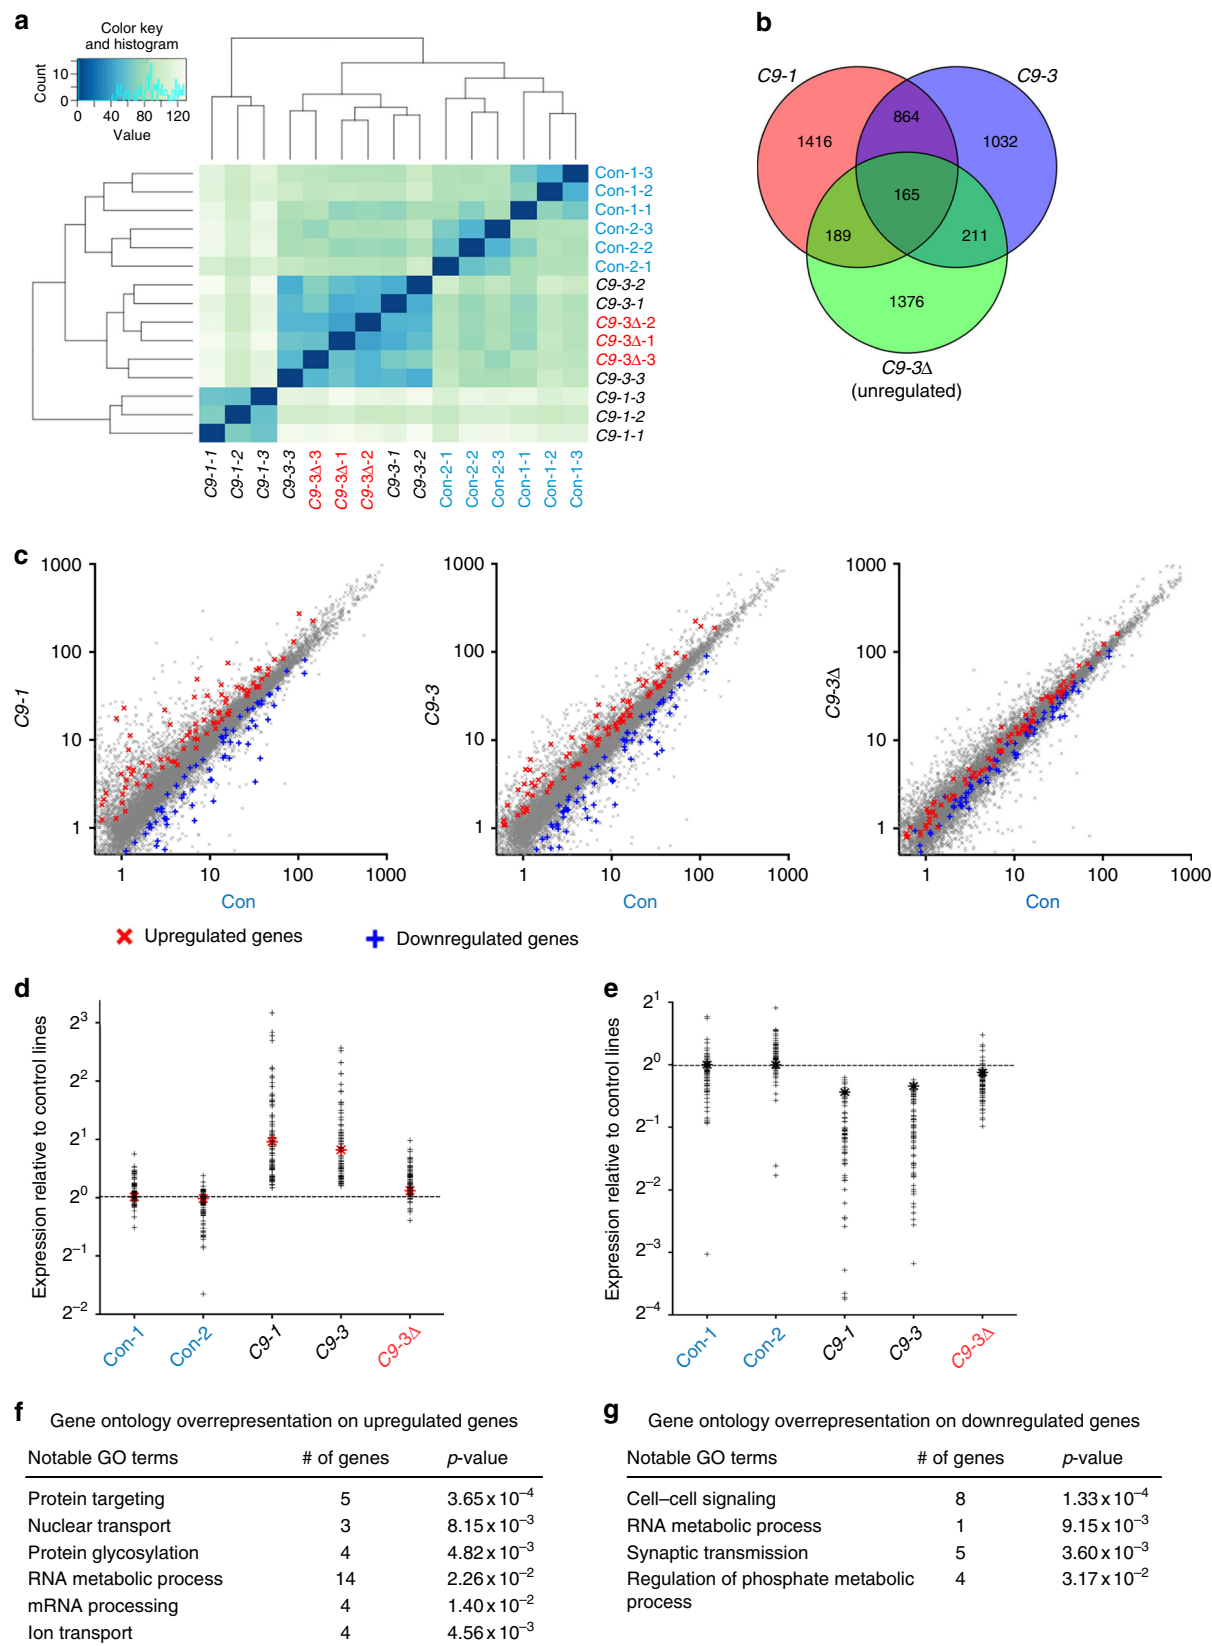 a
Color key
and histogram
Count
10
0
0 40 80 120
Value
Con-1-3
Con-1-2
Con-1-1
Con-2-3
Con-2-2
Con-2-1
C9-3-2
C9-3-1
C9-3Δ-2
C9-3Δ-1
C9-3Δ-3
C9-3-3
C9-1-3
C9-1-2
C9-1-1
C9-1-1
C9-1-2
C9-1-3
C9-3-3
C9-3Δ-3
C9-3Δ-1
C9-3Δ-2
C9-3-1
C9-3-2
Con-2-1
Con-2-2
Con-2-3
Con-1-1
Con-1-2
Con-1-3
b
C9-1
C9-3
864
1416
1032
165
189
211
1376
C9-3Δ
(unregulated)
c
C9-1
1000
100
10
1
1 10 100 1000
Con
C9-3
1000
100
10
1
1 10 100 1000
Con
C9-3Δ
1000
100
10
1
1 10 100 1000
Con
Upregulated genes
Downregulated genes
d
Expression relative to control lines
2³
2²
2¹
2⁰
2⁻¹
2⁻²
Con-1
Con-2
C9-1
C9-3
C9-3Δ
e
Expression relative to control lines
2¹
2⁰
2⁻¹
2⁻²
2⁻³
2⁻⁴
Con-1
Con-2
C9-1
C9-3
C9-3Δ
f
Gene ontology overrepresentation on upregulated genes
Notable GO terms # of genes p-value
Protein targeting 5 3.65 x 10⁻⁴
Nuclear transport 3 8.15 x 10⁻³
Protein glycosylation 4 4.82 x 10⁻³
RNA metabolic process 14 2.26 x 10⁻²
mRNA processing 4 1.40 x 10⁻²
Ion transport 4 4.56 x 10⁻³
g
Gene ontology overrepresentation on downregulated genes
Notable GO terms # of genes p-value
Cell–cell signaling 8 1.33 x 10⁻⁴
RNA metabolic process 1 9.15 x 10⁻³
Synaptic transmission 5 3.60 x 10⁻³
Regulation of phosphate metabolic 4 3.17 x 10⁻²
process